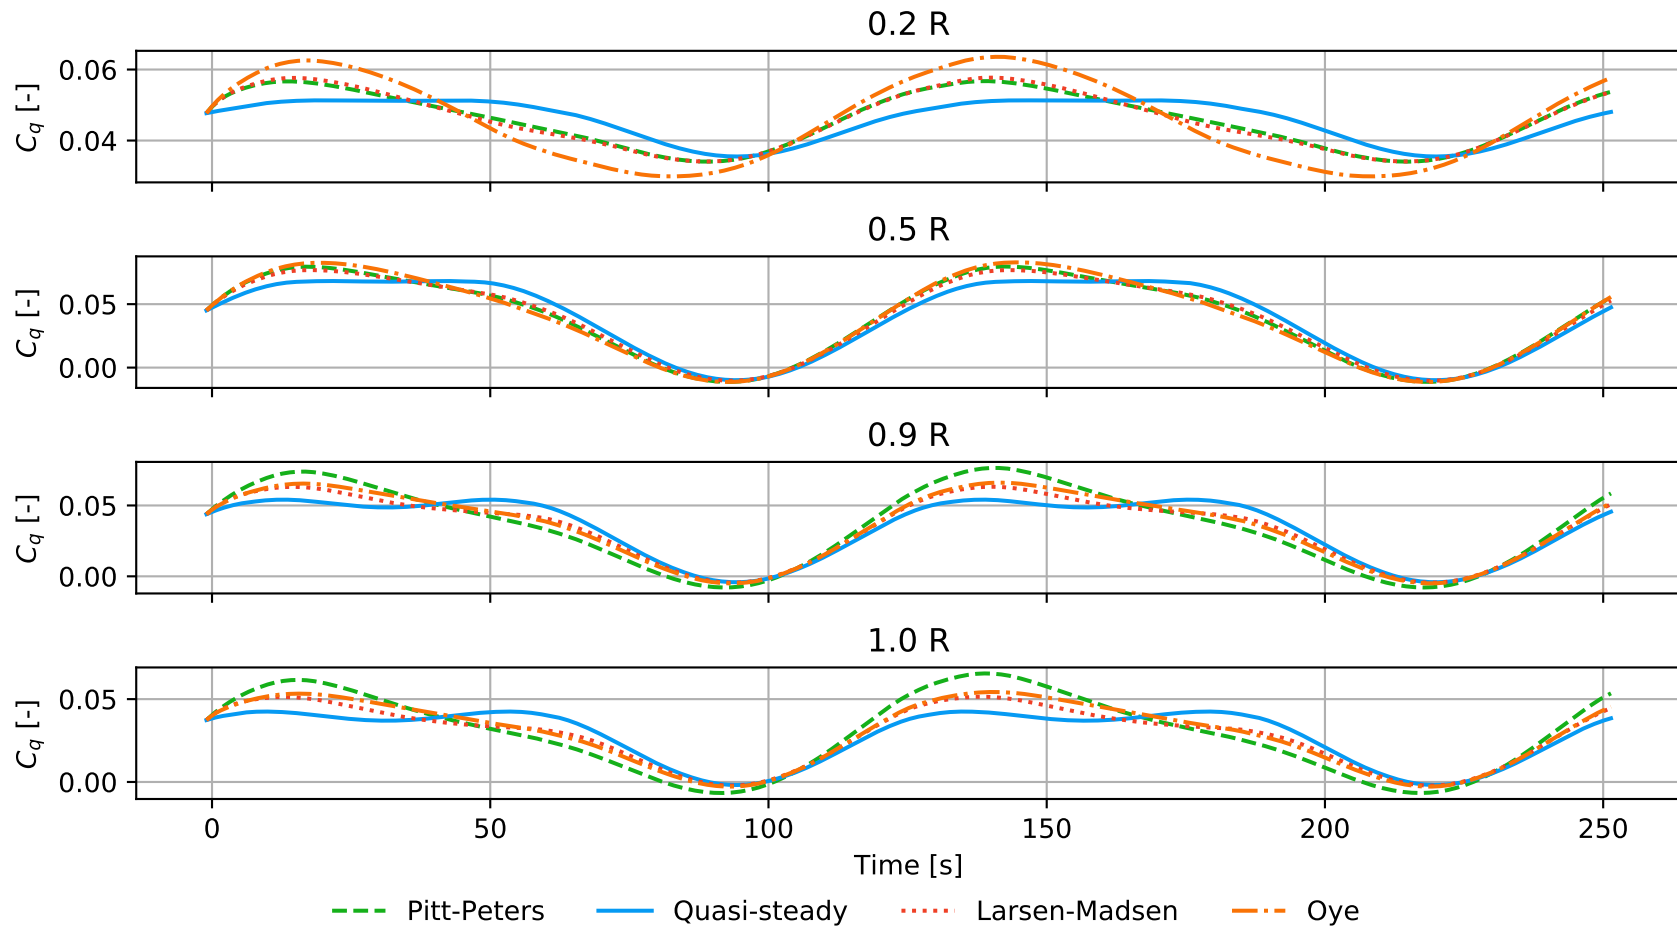 0.2 R
0.06
0.04
C_q [-]
0.5 R
0.05
0.00
C_q [-]
0.9 R
0.05
0.00
C_q [-]
1.0 R
0.05
0.00
C_q [-]
0 50 100 150 200 250
Time [s]
Pitt-Peters Quasi-steady Larsen-Madsen Oye